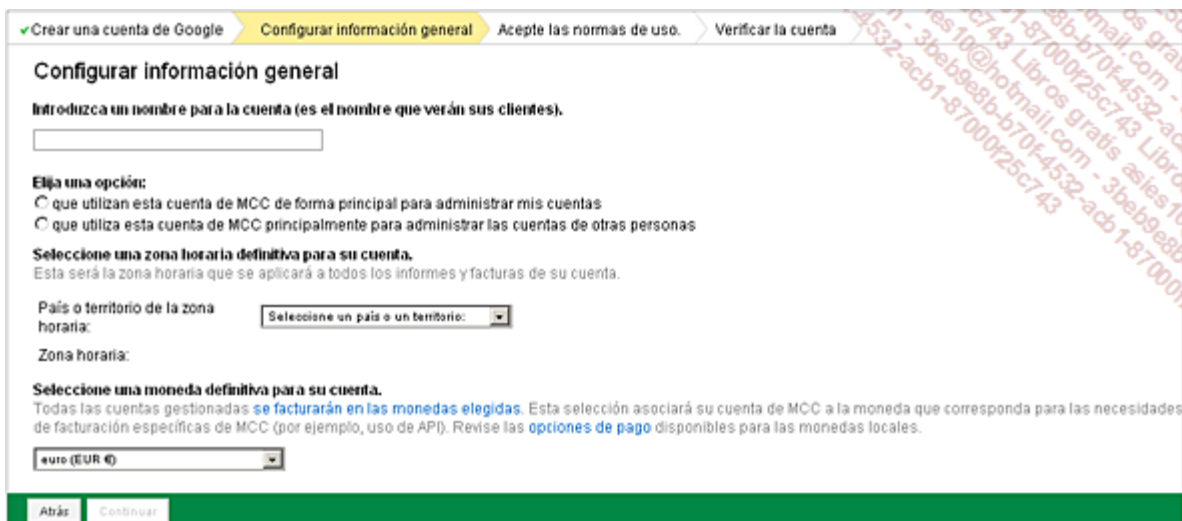 Crear una cuenta de Google
Configurar información general
Acepte las normas de uso.
Verificar la cuenta
Configurar información general
Introduzca un nombre para la cuenta (es el nombre que verán sus clientes).
Elija una opción:
que utilizan esta cuenta de MCC de forma principal para administrar mis cuentas
que utiliza esta cuenta de MCC principalmente para administrar las cuentas de otras personas
Seleccione una zona horaria definitiva para su cuenta.
Esta será la zona horaria que se aplicará a todos los informes y facturas de su cuenta.
País o territorio de la zona
horaria:
Seleccione un país o un territorio:
Zona horaria:
Seleccione una moneda definitiva para su cuenta.
Todas las cuentas gestionadas se facturarán en las monedas elegidas. Esta selección asociará su cuenta de MCC a la moneda que corresponda para las necesidades
de facturación específicas de MCC (por ejemplo, uso de API). Revise las opciones de pago disponibles para las monedas locales.
euro (EUR €)
Atrás
Continuar